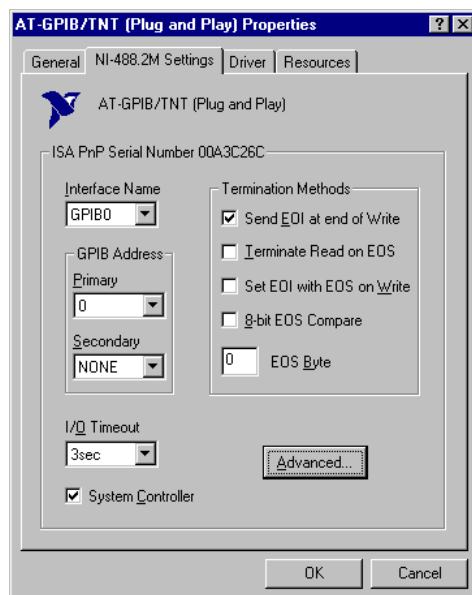 AT-GPIB/TNT (Plug and Play) Properties
General
NI-488.2M Settings
Driver
Resources
AT-GPIB/TNT (Plug and Play)
ISA PnP Serial Number 00A3C26C
Interface Name
GPIB0
GPIB Address
Primary
0
Secondary
NONE
I/O Timeout
3sec
System Controller
Termination Methods
Send EOI at end of Write
Terminate Read on EOS
Set EOI with EOS on Write
8-bit EOS Compare
0
EOS Byte
Advanced...
OK
Cancel